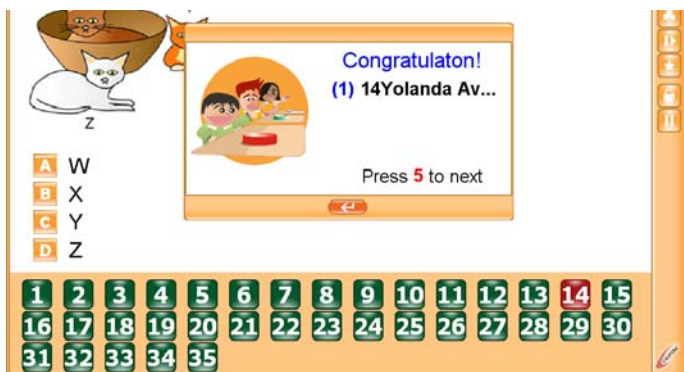 Congratulaton!
(1) 14Yolanda Av...
Press 5 to next
Z
A W
B X
C Y
D Z
1 2 3 4 5 6 7 8 9 10 11 12 13 14 15
16 17 18 19 20 21 22 23 24 25 26 27 28 29 30
31 32 33 34 35